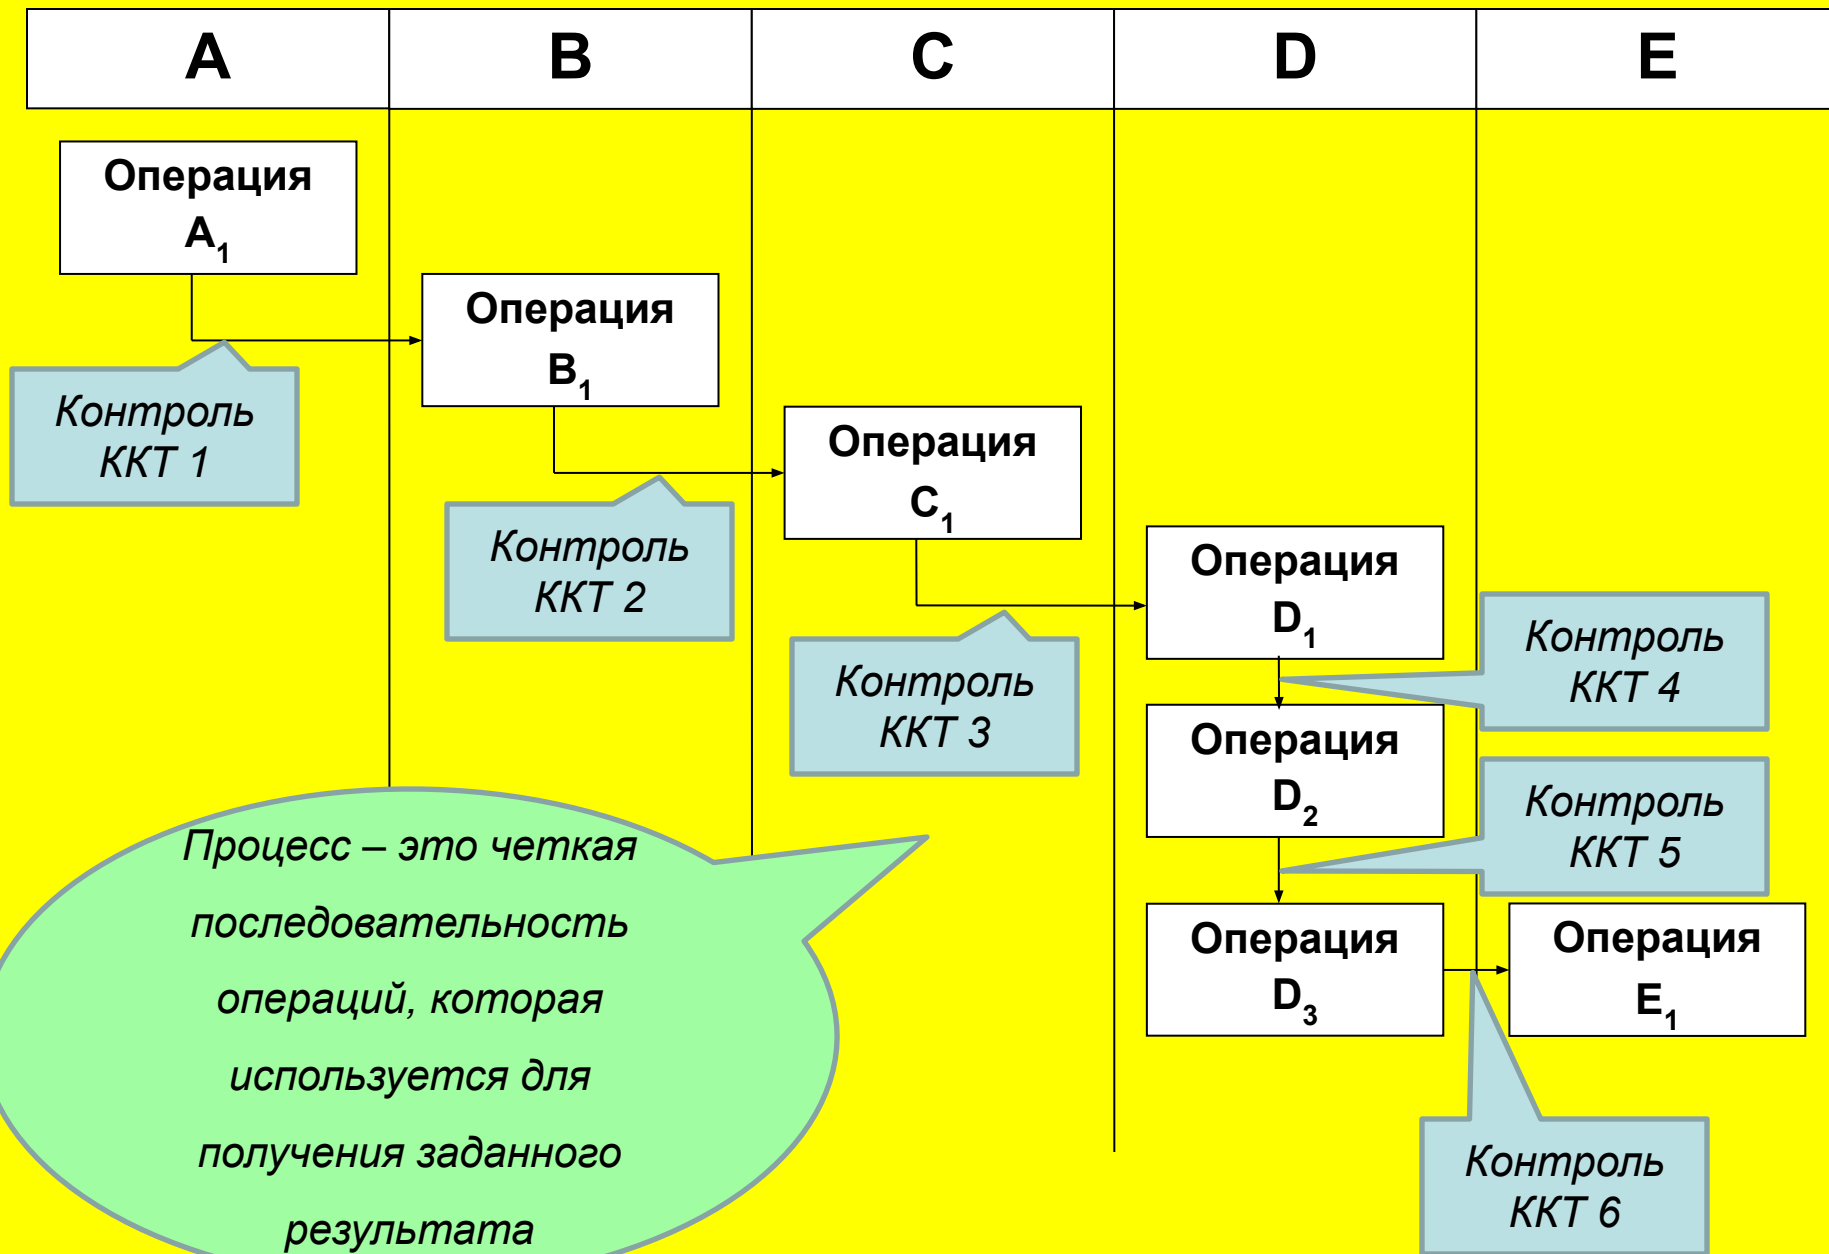 A B C D E
Операция
A1
Операция
B1
Контроль
ККТ 1
Операция
C1
Контроль
ККТ 2
Операция
D1
Контроль
ККТ 3
Контроль
ККТ 4
Операция
D2
Контроль
ККТ 5
Процесс – это четкая
последовательность
операций, которая
используется для
получения заданного
результата
Операция
D3
Операция
E1
Контроль
ККТ 6